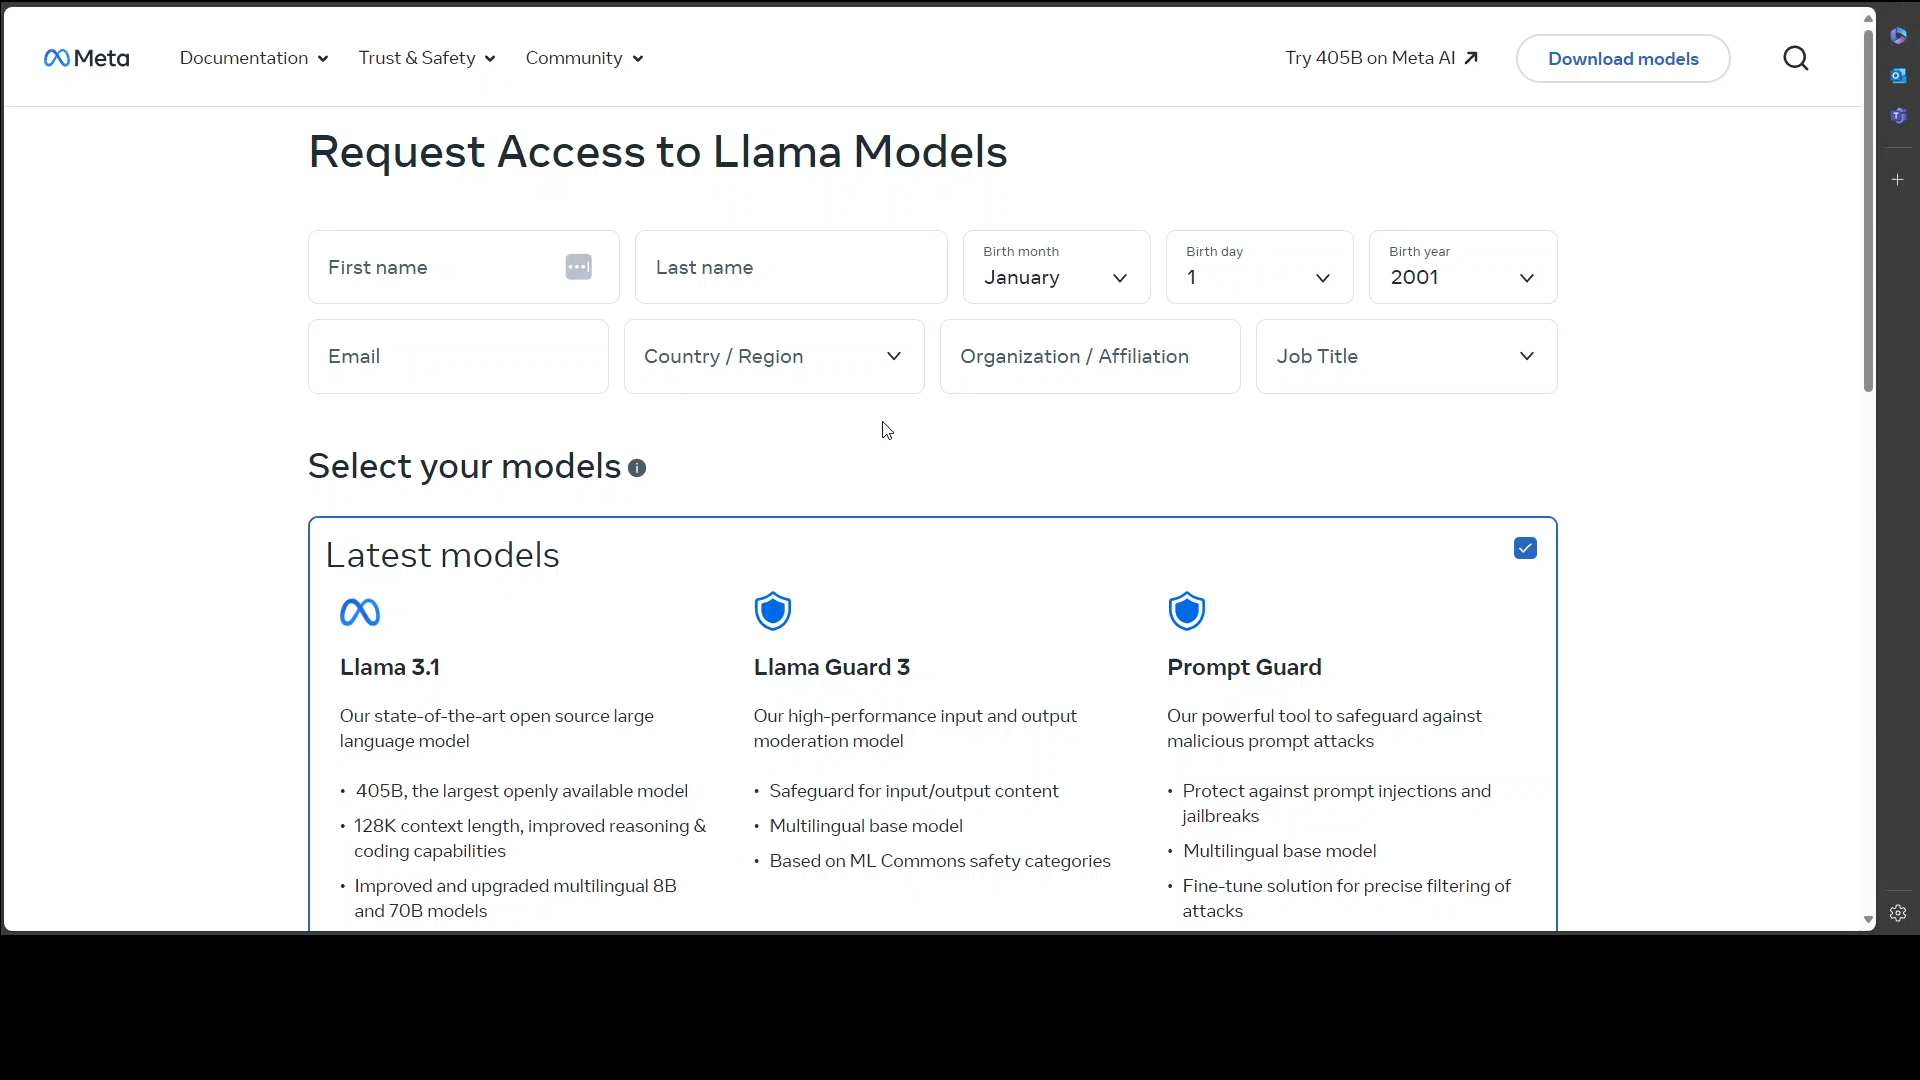 Meta
Documentation
Trust & Safety
Community
Try 405B on Meta AI
Download models
Request Access to Llama Models
First name
Last name
Birth month
January
Birth day
1
Birth year
2001
Email
Country / Region
Organization / Affiliation
Job Title
Select your models
Latest models
Llama 3.1
Our state-of-the-art open source large
language model
• 405B, the largest openly available model
• 128K context length, improved reasoning &
coding capabilities
• Improved and upgraded multilingual 8B
and 70B models
Llama Guard 3
Our high-performance input and output
moderation model
• Safeguard for input/output content
• Multilingual base model
• Based on ML Commons safety categories
Prompt Guard
Our powerful tool to safeguard against
malicious prompt attacks
• Protect against prompt injections and
jailbreaks
• Multilingual base model
• Fine-tune solution for precise filtering of
attacks